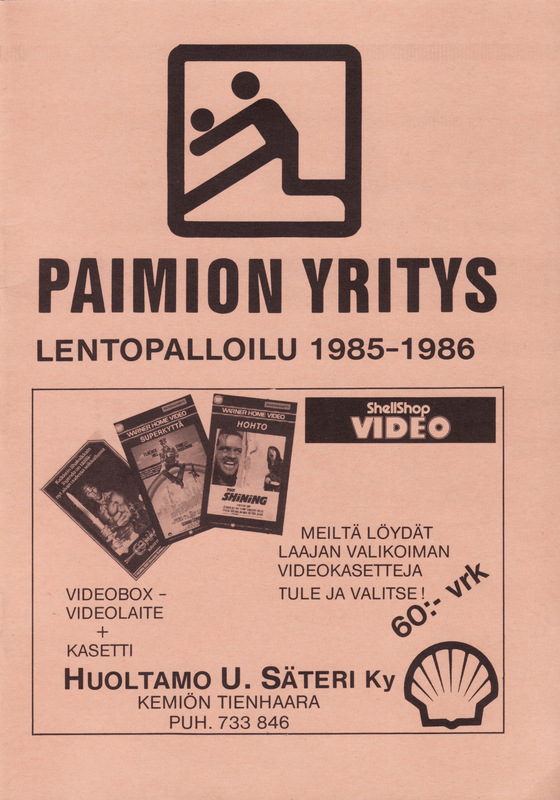 PAIMION YRITYS
LENTOPALLOILU 1985-1986
WARNER HOME VIDEO
SUPERKYTTÄ
WARNER HOME VIDEO
HOHTO
THE SHiNiNG
ShellShop
VIDEO
MEILTÄ LÖYDÄT
LAAJAN VALIKOIMAN
VIDEOKASETTEJA
TULE JA VALITSE!
60:- vrk
VIDEOBOX -
VIDEOLAITE
+
KASETTI
HUOLTAMO U. SÄTERI Ky
KEMIÖN TIENHAARA
PUH. 733 846